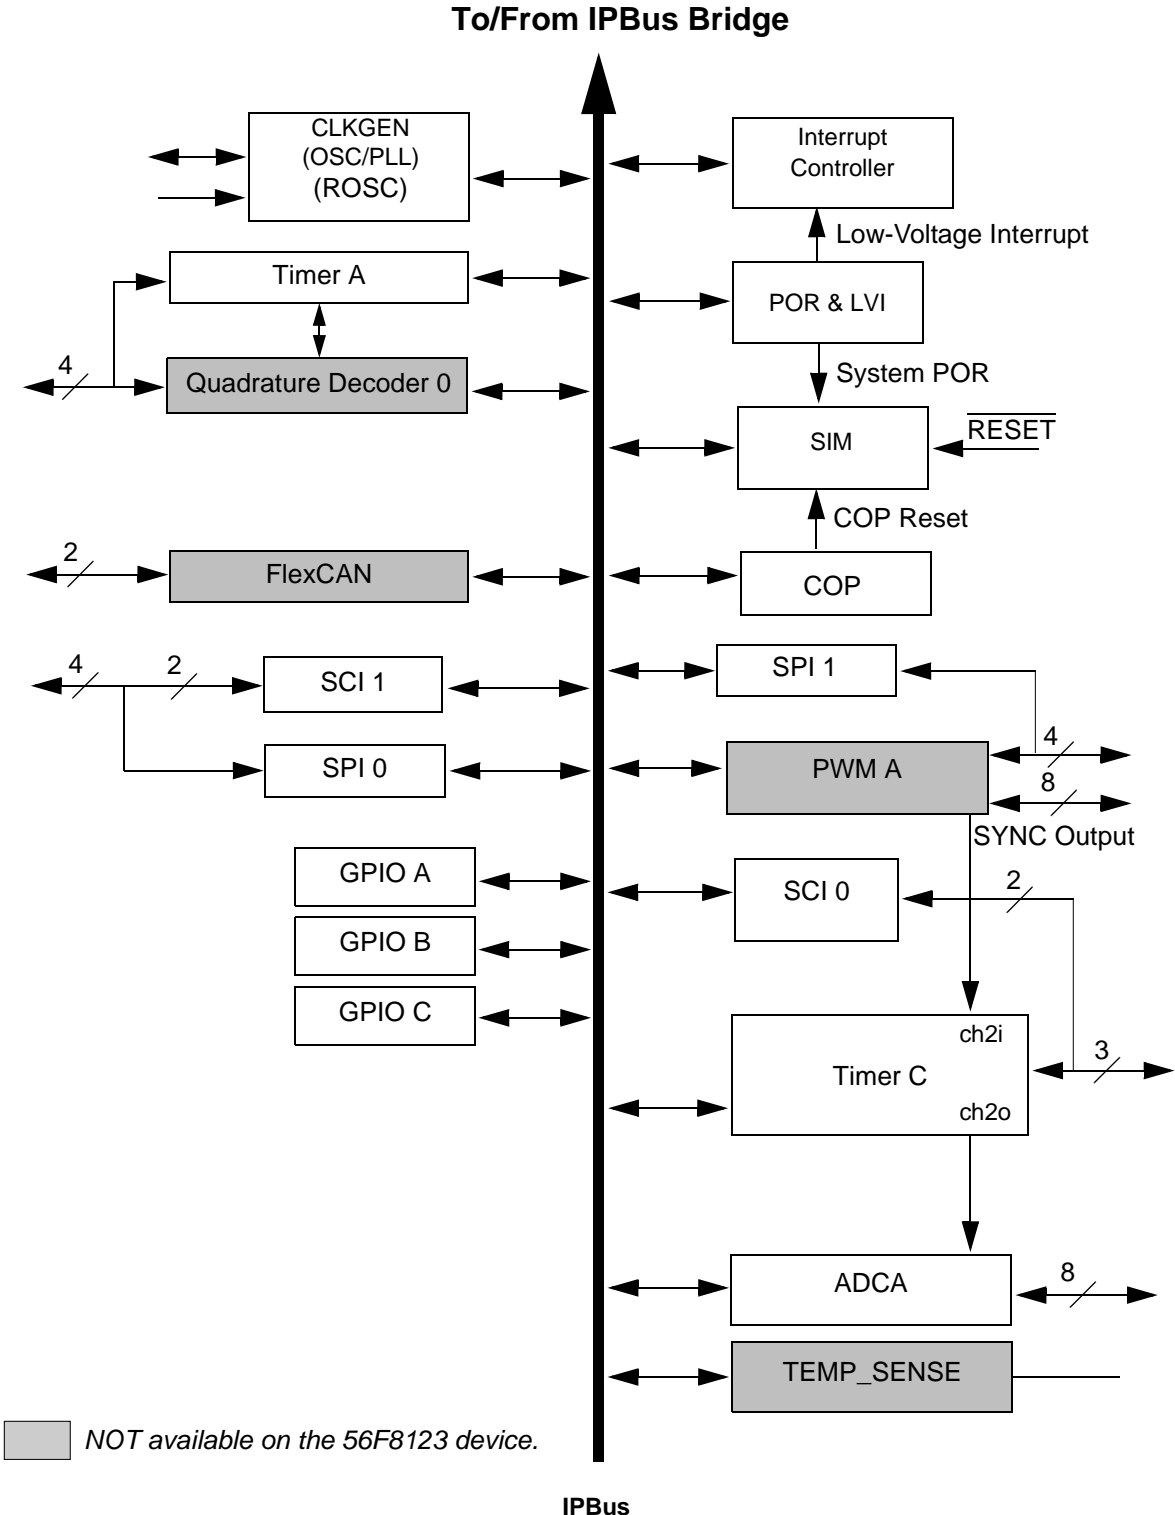 To/From IPBus Bridge
CLKGEN
(OSC/PLL)
(ROSC)
Interrupt
Controller
Low-Voltage Interrupt
Timer A
POR & LVI
4
Quadrature Decoder 0
System POR
SIM
RESET
COP Reset
2
FlexCAN
COP
4
2
SCI 1
SPI 1
SPI 0
4
PWM A
8
SYNC Output
GPIO A
SCI 0
2
GPIO B
GPIO C
ch2i
Timer C
3
ch2o
ADCA
8
TEMP_SENSE
NOT available on the 56F8123 device.
IPBus